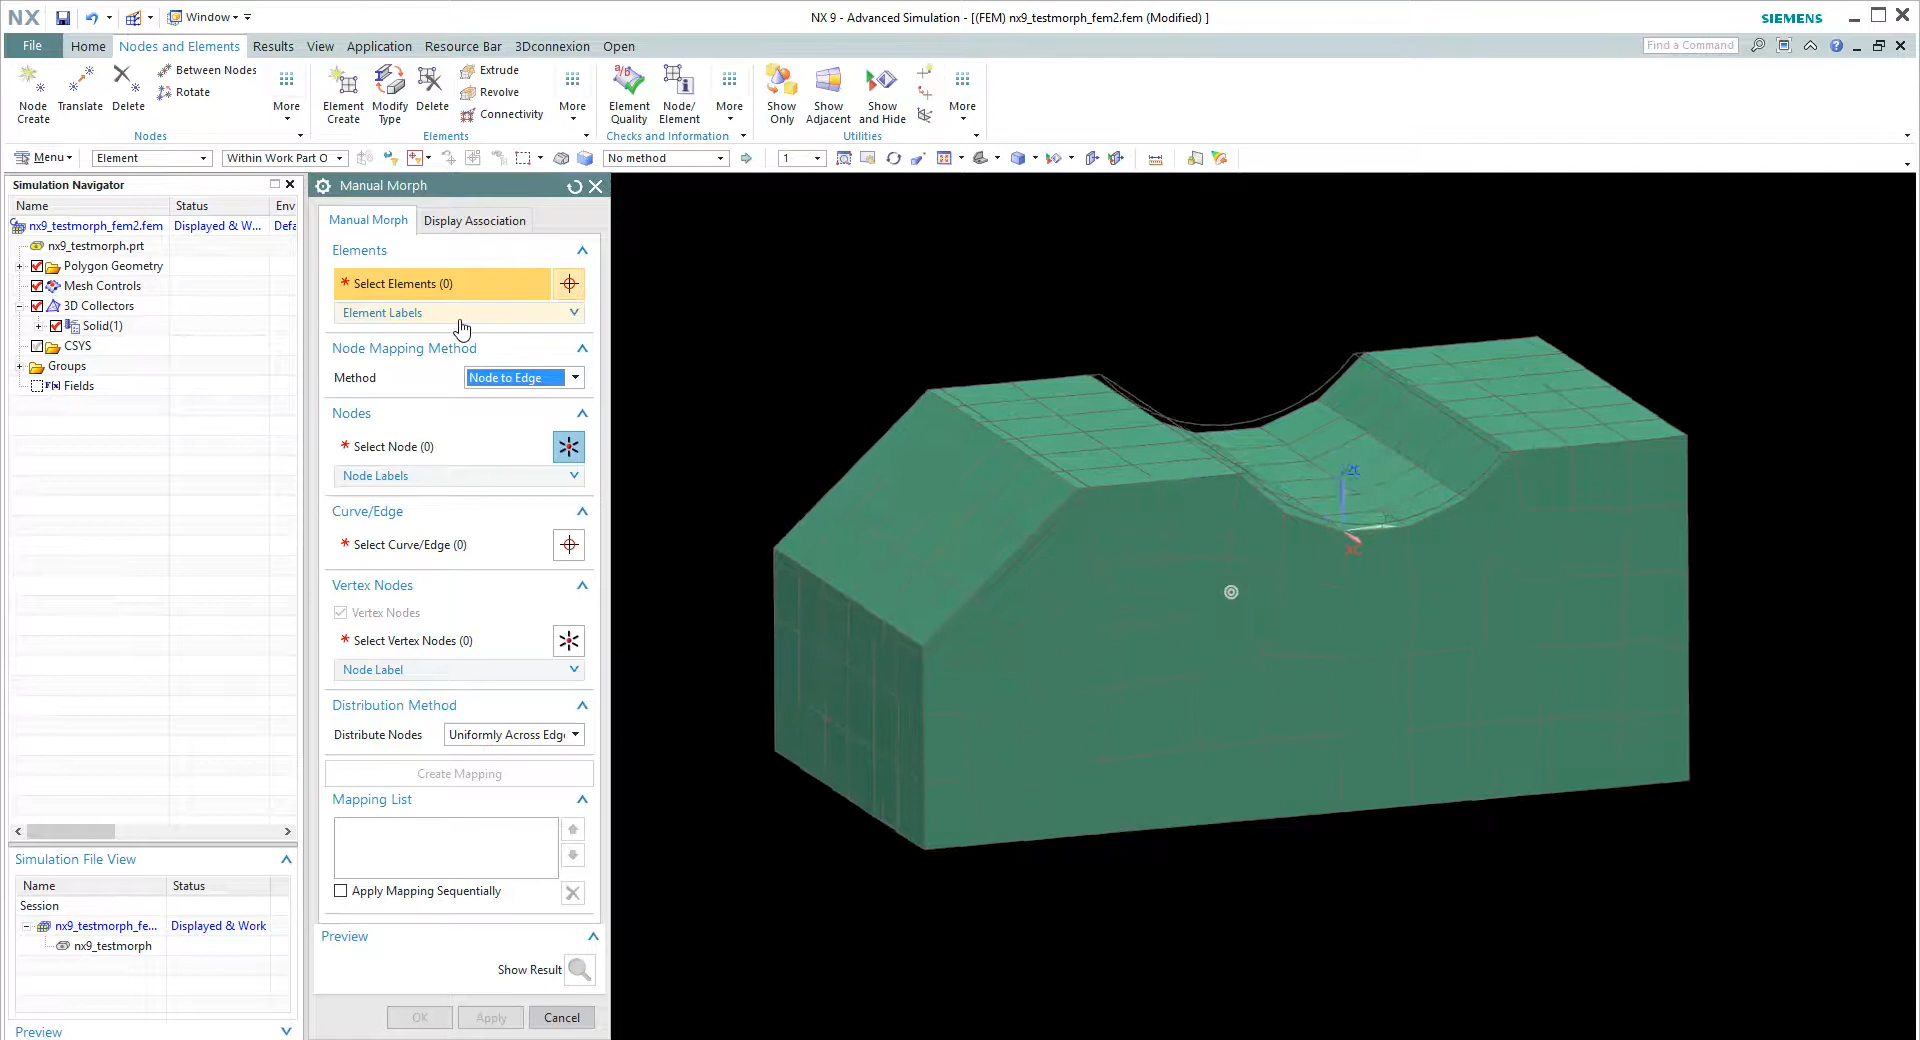 NX
Window
NX 9 - Advanced Simulation - [(FEM) nx9_testmorph_fem2.fem (Modified) ]
SIEMENS
File Home Nodes and Elements Results View Application Resource Bar 3Dconnexion Open
Find a Command
Node Create
Translate
Delete
Between Nodes
Rotate
More
Nodes
Element Create
Modify Type
Delete
Extrude
Revolve
Connectivity
More
Elements
Element Quality
Node/ Element
More
Checks and Information
Show Only
Show Adjacent
Show and Hide
More
Utilities
Menu
Element
Within Work Part O
No method
1
Simulation Navigator
Name Status Env
nx9_testmorph_fem2.fem Displayed & W... Defa
nx9_testmorph.prt
Polygon Geometry
Mesh Controls
3D Collectors
Solid(1)
CSYS
Groups
Fields
Simulation File View
Name Status
Session
nx9_testmorph_fe... Displayed & Work
nx9_testmorph
Preview
Manual Morph
Manual Morph Display Association
Elements
* Select Elements (0)
Element Labels
Node Mapping Method
Method Node to Edge
Nodes
* Select Node (0)
Node Labels
Curve/Edge
* Select Curve/Edge (0)
Vertex Nodes
Vertex Nodes
* Select Vertex Nodes (0)
Node Label
Distribution Method
Distribute Nodes Uniformly Across Edg
Create Mapping
Mapping List
Apply Mapping Sequentially
Preview
Show Result
OK Apply Cancel
ZC
XC